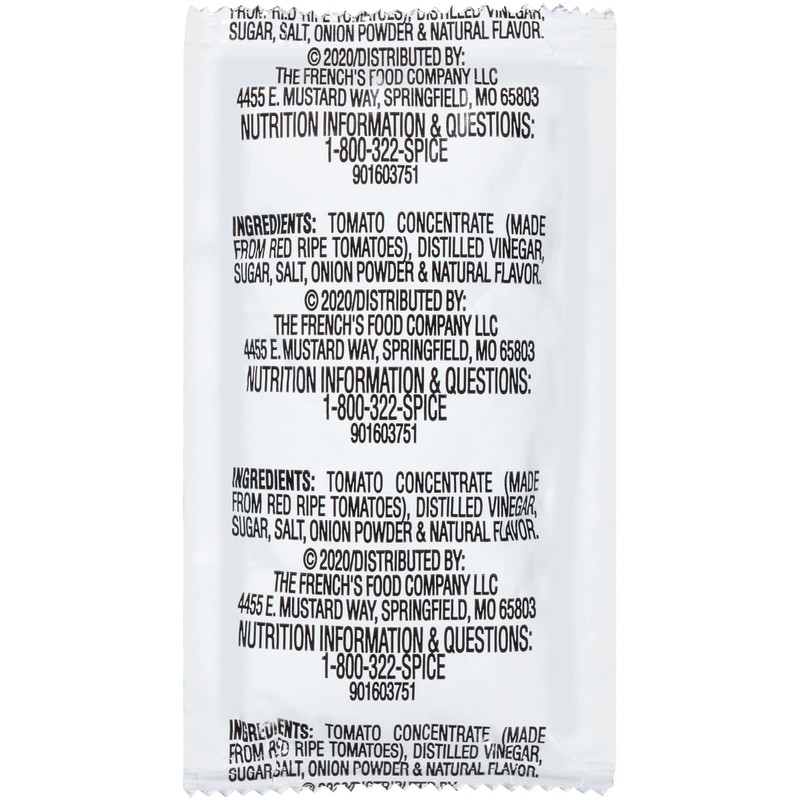 FROM RED RIPE TOMATOES), DISTILLED VINEGAR,
SUGAR, SALT, ONION POWDER & NATURAL FLAVOR.
© 2020/DISTRIBUTED BY:
THE FRENCH'S FOOD COMPANY LLC
4455 E. MUSTARD WAY, SPRINGFIELD, MO 65803
NUTRITION INFORMATION & QUESTIONS:
1-800-322-SPICE
901603751
INGREDIENTS: TOMATO CONCENTRATE (MADE
FROM RED RIPE TOMATOES), DISTILLED VINEGAR,
SUGAR, SALT, ONION POWDER & NATURAL FLAVOR.
© 2020/DISTRIBUTED BY:
THE FRENCH'S FOOD COMPANY LLC
4455 E. MUSTARD WAY, SPRINGFIELD, MO 65803
NUTRITION INFORMATION & QUESTIONS:
1-800-322-SPICE
901603751
INGREDIENTS: TOMATO CONCENTRATE (MADE
FROM RED RIPE TOMATOES), DISTILLED VINEGAR,
SUGAR, SALT, ONION POWDER & NATURAL FLAVOR.
© 2020/DISTRIBUTED BY:
THE FRENCH'S FOOD COMPANY LLC
4455 E. MUSTARD WAY, SPRINGFIELD, MO 65803
NUTRITION INFORMATION & QUESTIONS:
1-800-322-SPICE
901603751
INGREDIENTS: TOMATO CONCENTRATE (MADE
FROM RED RIPE TOMATOES), DISTILLED VINEGAR,
SUGAR, SALT, ONION POWDER & NATURAL FLAVOR.